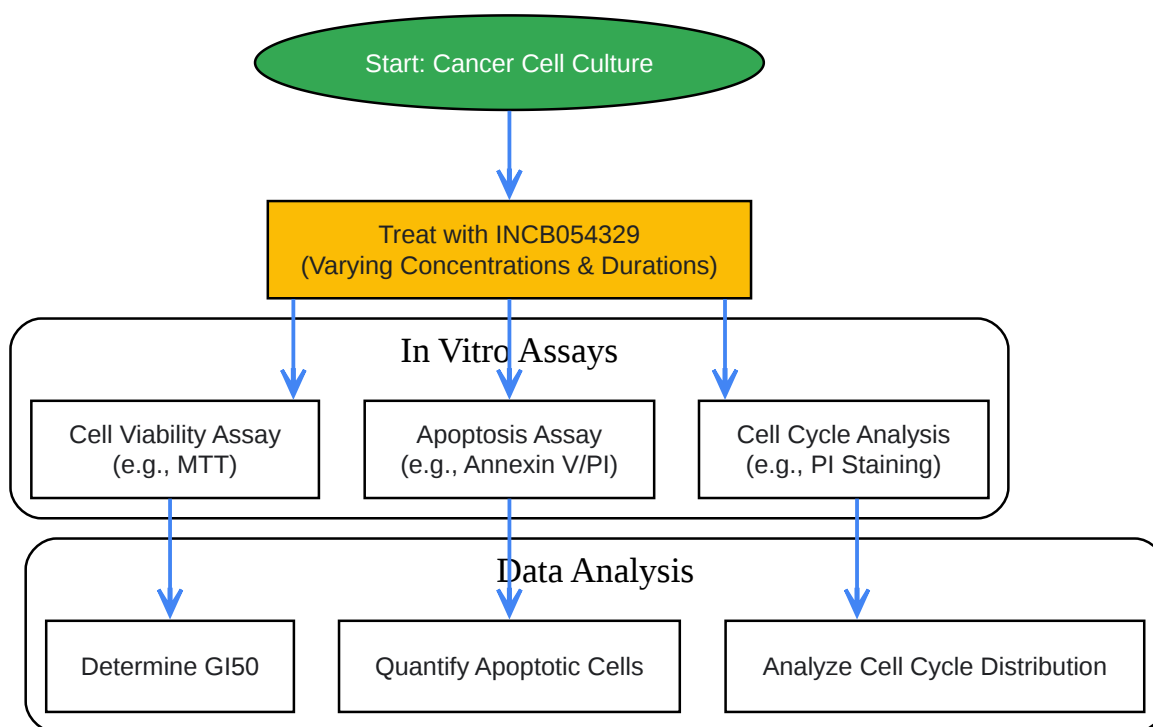 Start: Cancer Cell Culture
Treat with INCB054329
(Varying Concentrations & Durations)
In Vitro Assays
Cell Viability Assay
(e.g., MTT)
Apoptosis Assay
(e.g., Annexin V/PI)
Cell Cycle Analysis
(e.g., PI Staining)
Data Analysis
Determine GI50
Quantify Apoptotic Cells
Analyze Cell Cycle Distribution